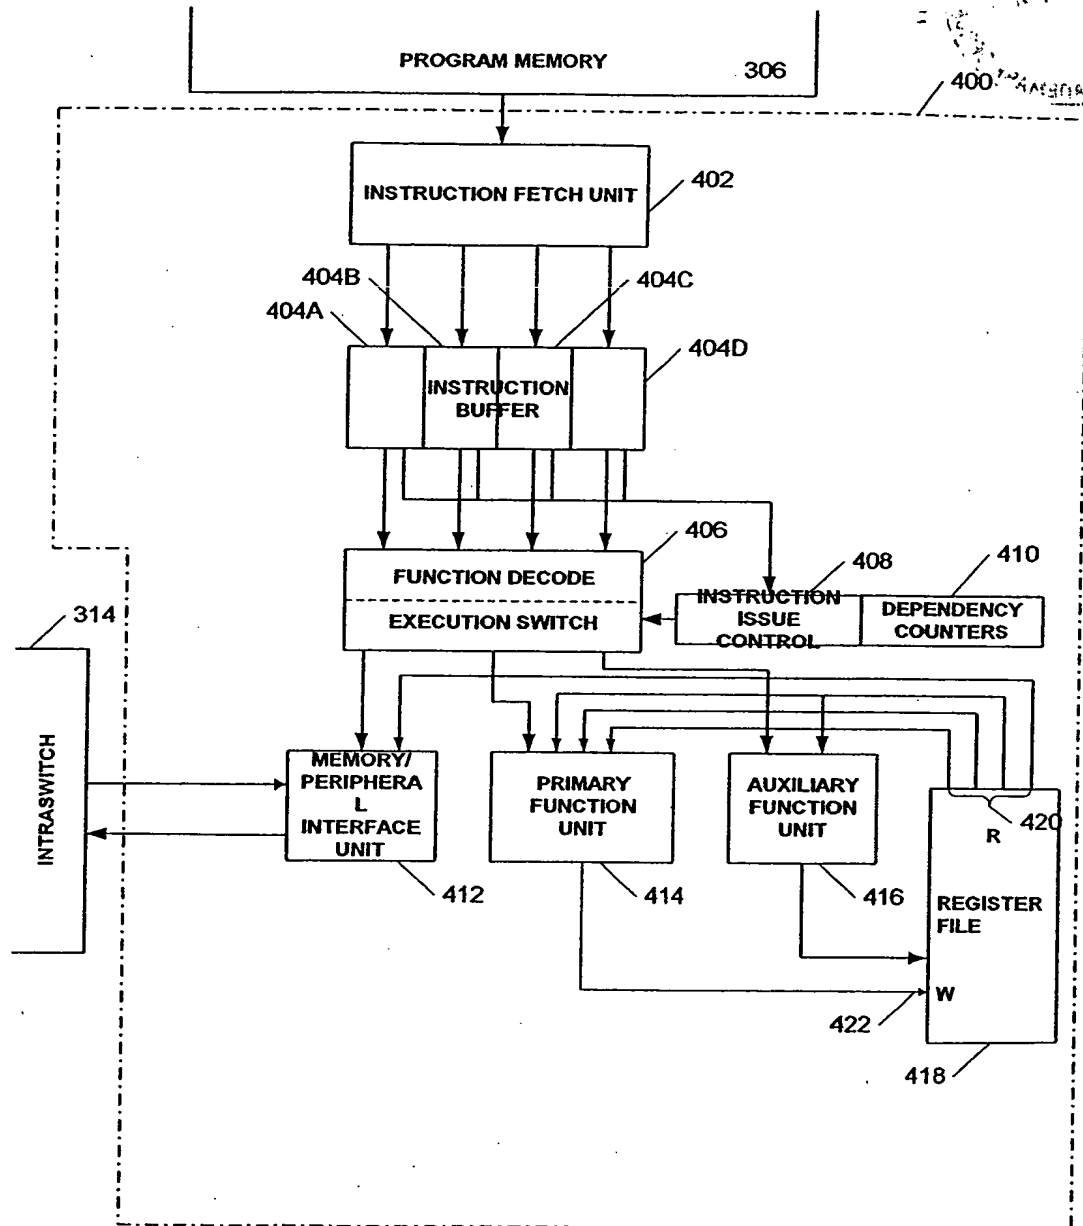 PROGRAM MEMORY
306
400
INSTRUCTION FETCH UNIT
402
404B
404C
404A
404D
INSTRUCTION
BUFFER
406
FUNCTION DECODE
EXECUTION SWITCH
408
410
INSTRUCTION
ISSUE
CONTROL
DEPENDENCY
COUNTERS
314
INTRASWITCH
MEMORY/
PERIPHERA
L
INTERFACE
UNIT
412
PRIMARY
FUNCTION
UNIT
414
AUXILIARY
FUNCTION
UNIT
416
420
R
REGISTER
FILE
W
422
418